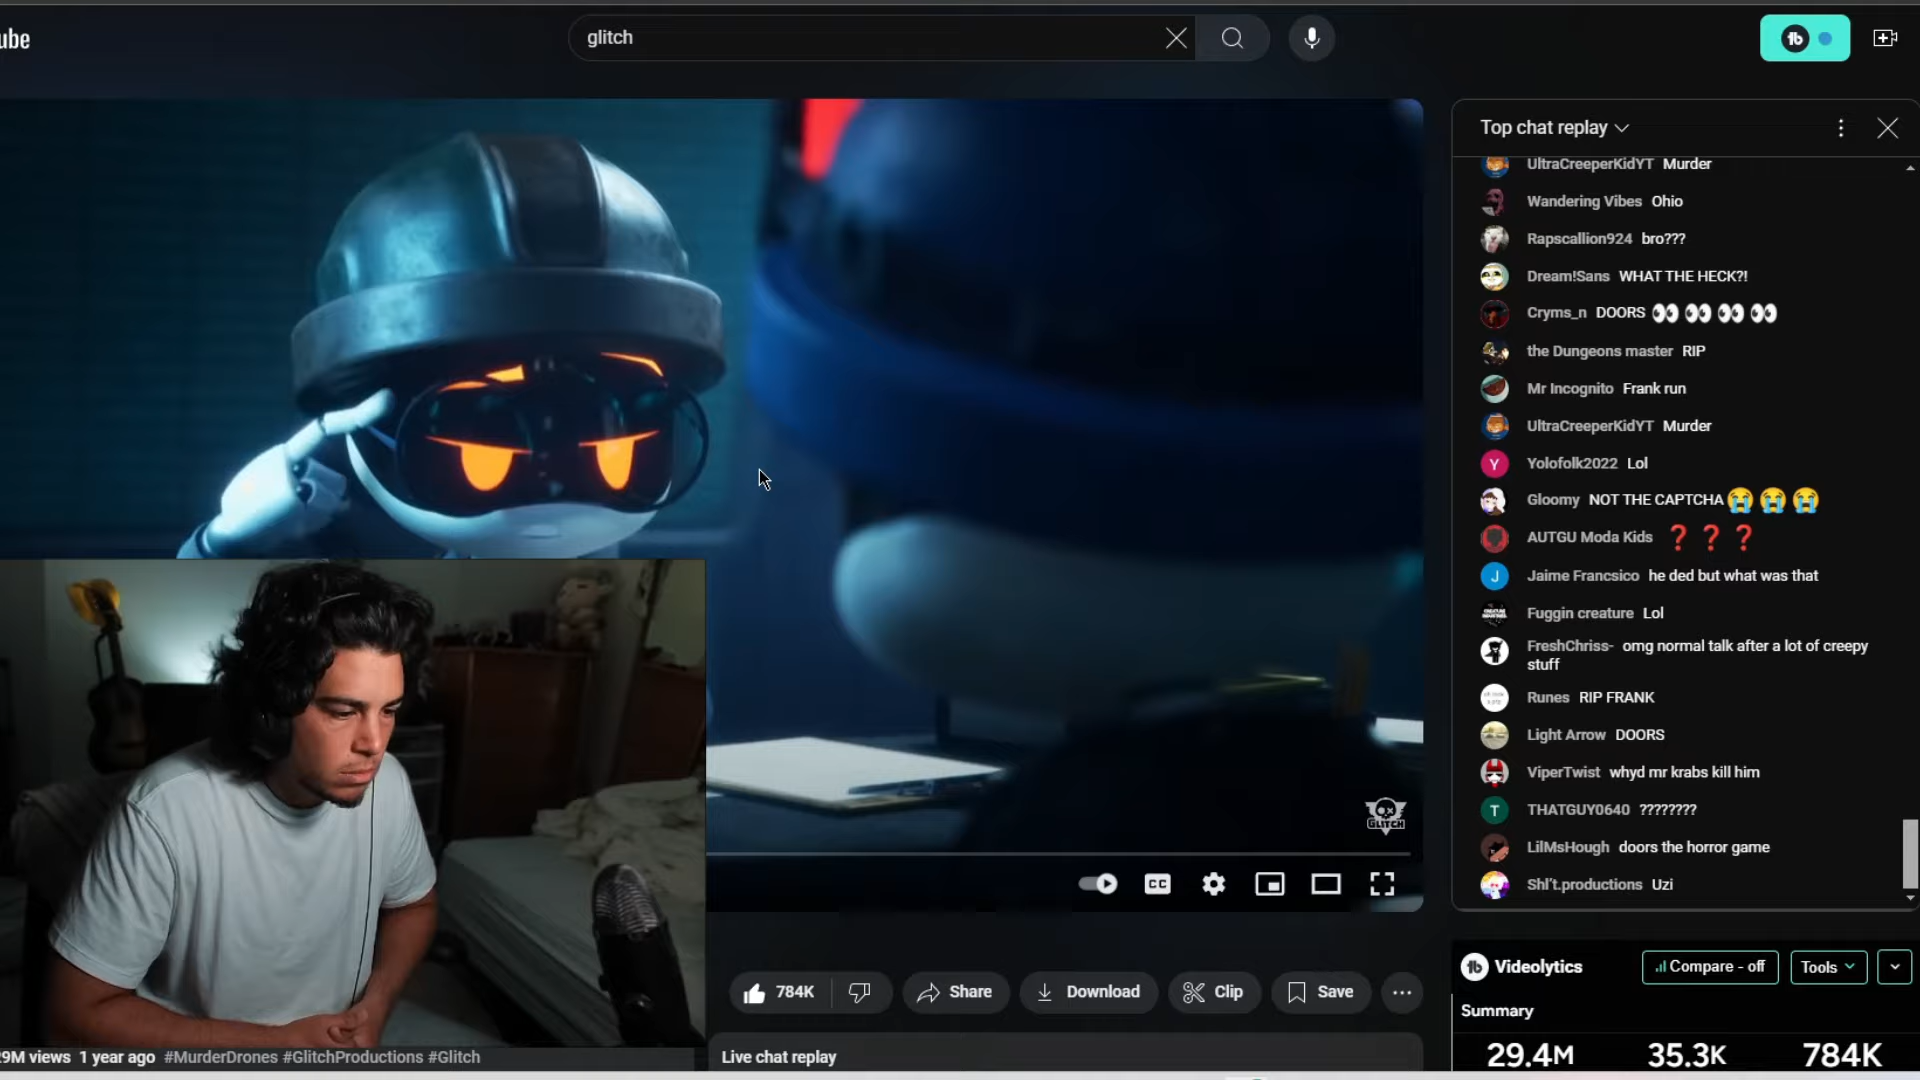 ube
glitch
Top chat replay
UltraCreeperKidYT Murder
Wandering Vibes Ohio
Rapscallion924 bro???
Dream!Sans WHAT THE HECK?!
Cryms_n DOORS 👀 👀 👀 👀
the Dungeons master RIP
Mr Incognito Frank run
UltraCreeperKidYT Murder
Y
Yolofolk2022 Lol
Gloomy NOT THE CAPTCHA 😭 😭 😭
AUTGU Moda Kids ❓ ❓ ❓
J
Jaime Francsico he ded but what was that
Fuggin creature Lol
FreshChriss- omg normal talk after a lot of creepy
stuff
Runes RIP FRANK
Light Arrow DOORS
ViperTwist whyd mr krabs kill him
T
THATGUY0640 ????????
LilMsHough doors the horror game
Shl't.productions Uzi
GLITCH
CC
784K
Share
Download
Clip
Save
Videolytics
Compare - off
Tools
Summary
29.4M
35.3K
784K
29M views 1 year ago #MurderDrones #GlitchProductions #Glitch
Live chat replay